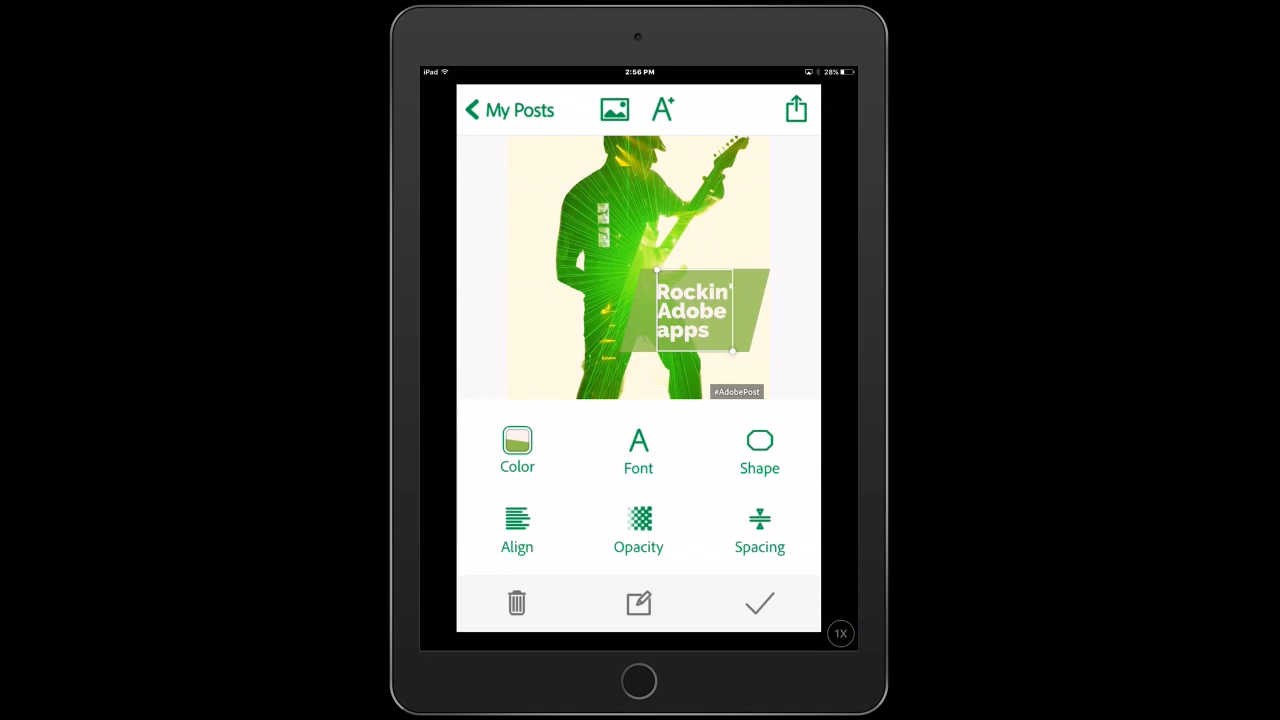 iPad
2:56 PM
28%
My Posts
Rockin'
Adobe
apps
#AdobePost
Color
Font
Shape
Align
Opacity
Spacing
1X